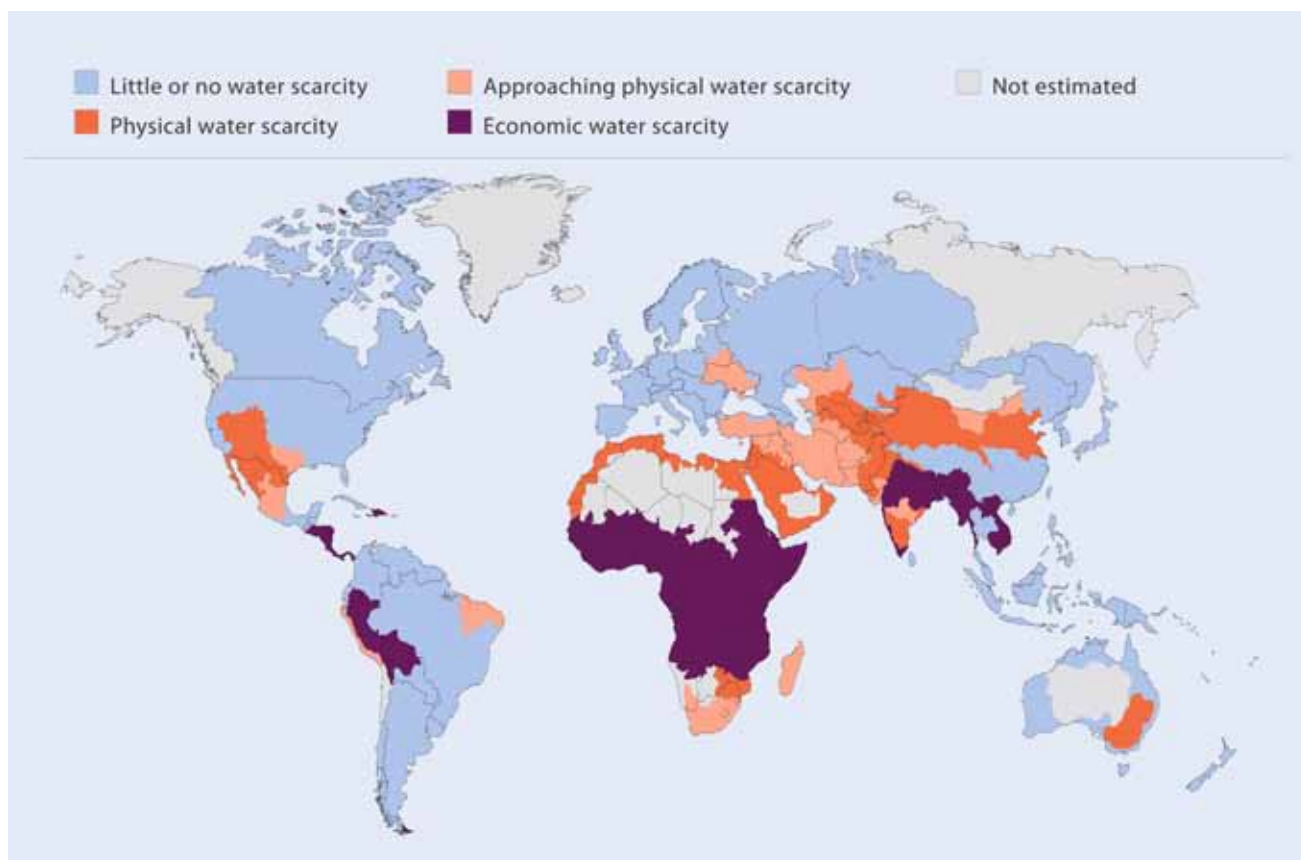 Little or no water scarcity
Approaching physical water scarcity
Not estimated
Physical water scarcity
Economic water scarcity